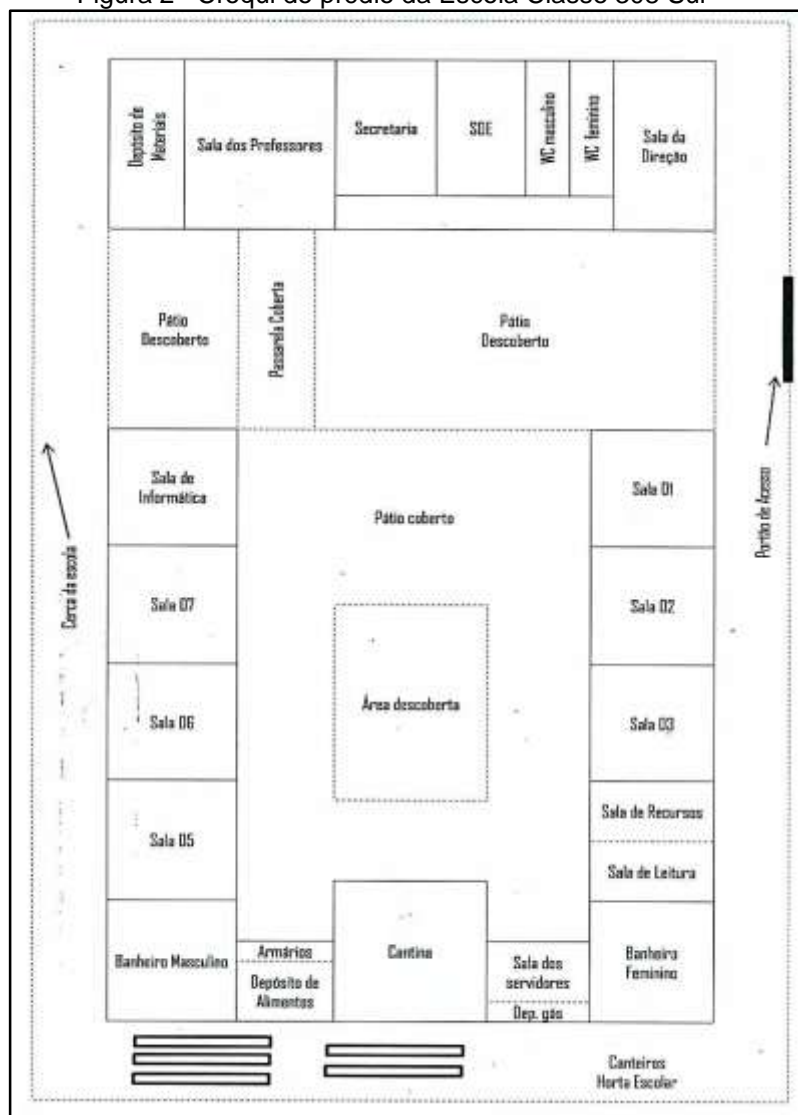 Figura 2 - Croqui do prédio da Escola Classe 308 Sul
Depósito de
Materiais
Sala dos Professores
Secretaria
SOE
WC masculino
WC feminino
Sala da
Direção
Pátio
Descoberto
Passarela Coberta
Pátio
Descoberto
Portão de Acesso
Cerca da escola
Sala de
Informática
Pátio coberto
Sala 01
Sala 07
Sala 02
Área descoberta
Sala 06
Sala 03
Sala 05
Sala de Recursos
Sala de Leitura
Banheiro Masculino
Armários
Depósito de
Alimentos
Cantina
Sala dos
servidores
Dep. gás
Banheiro
Feminino
Canteiros
Horta Escolar